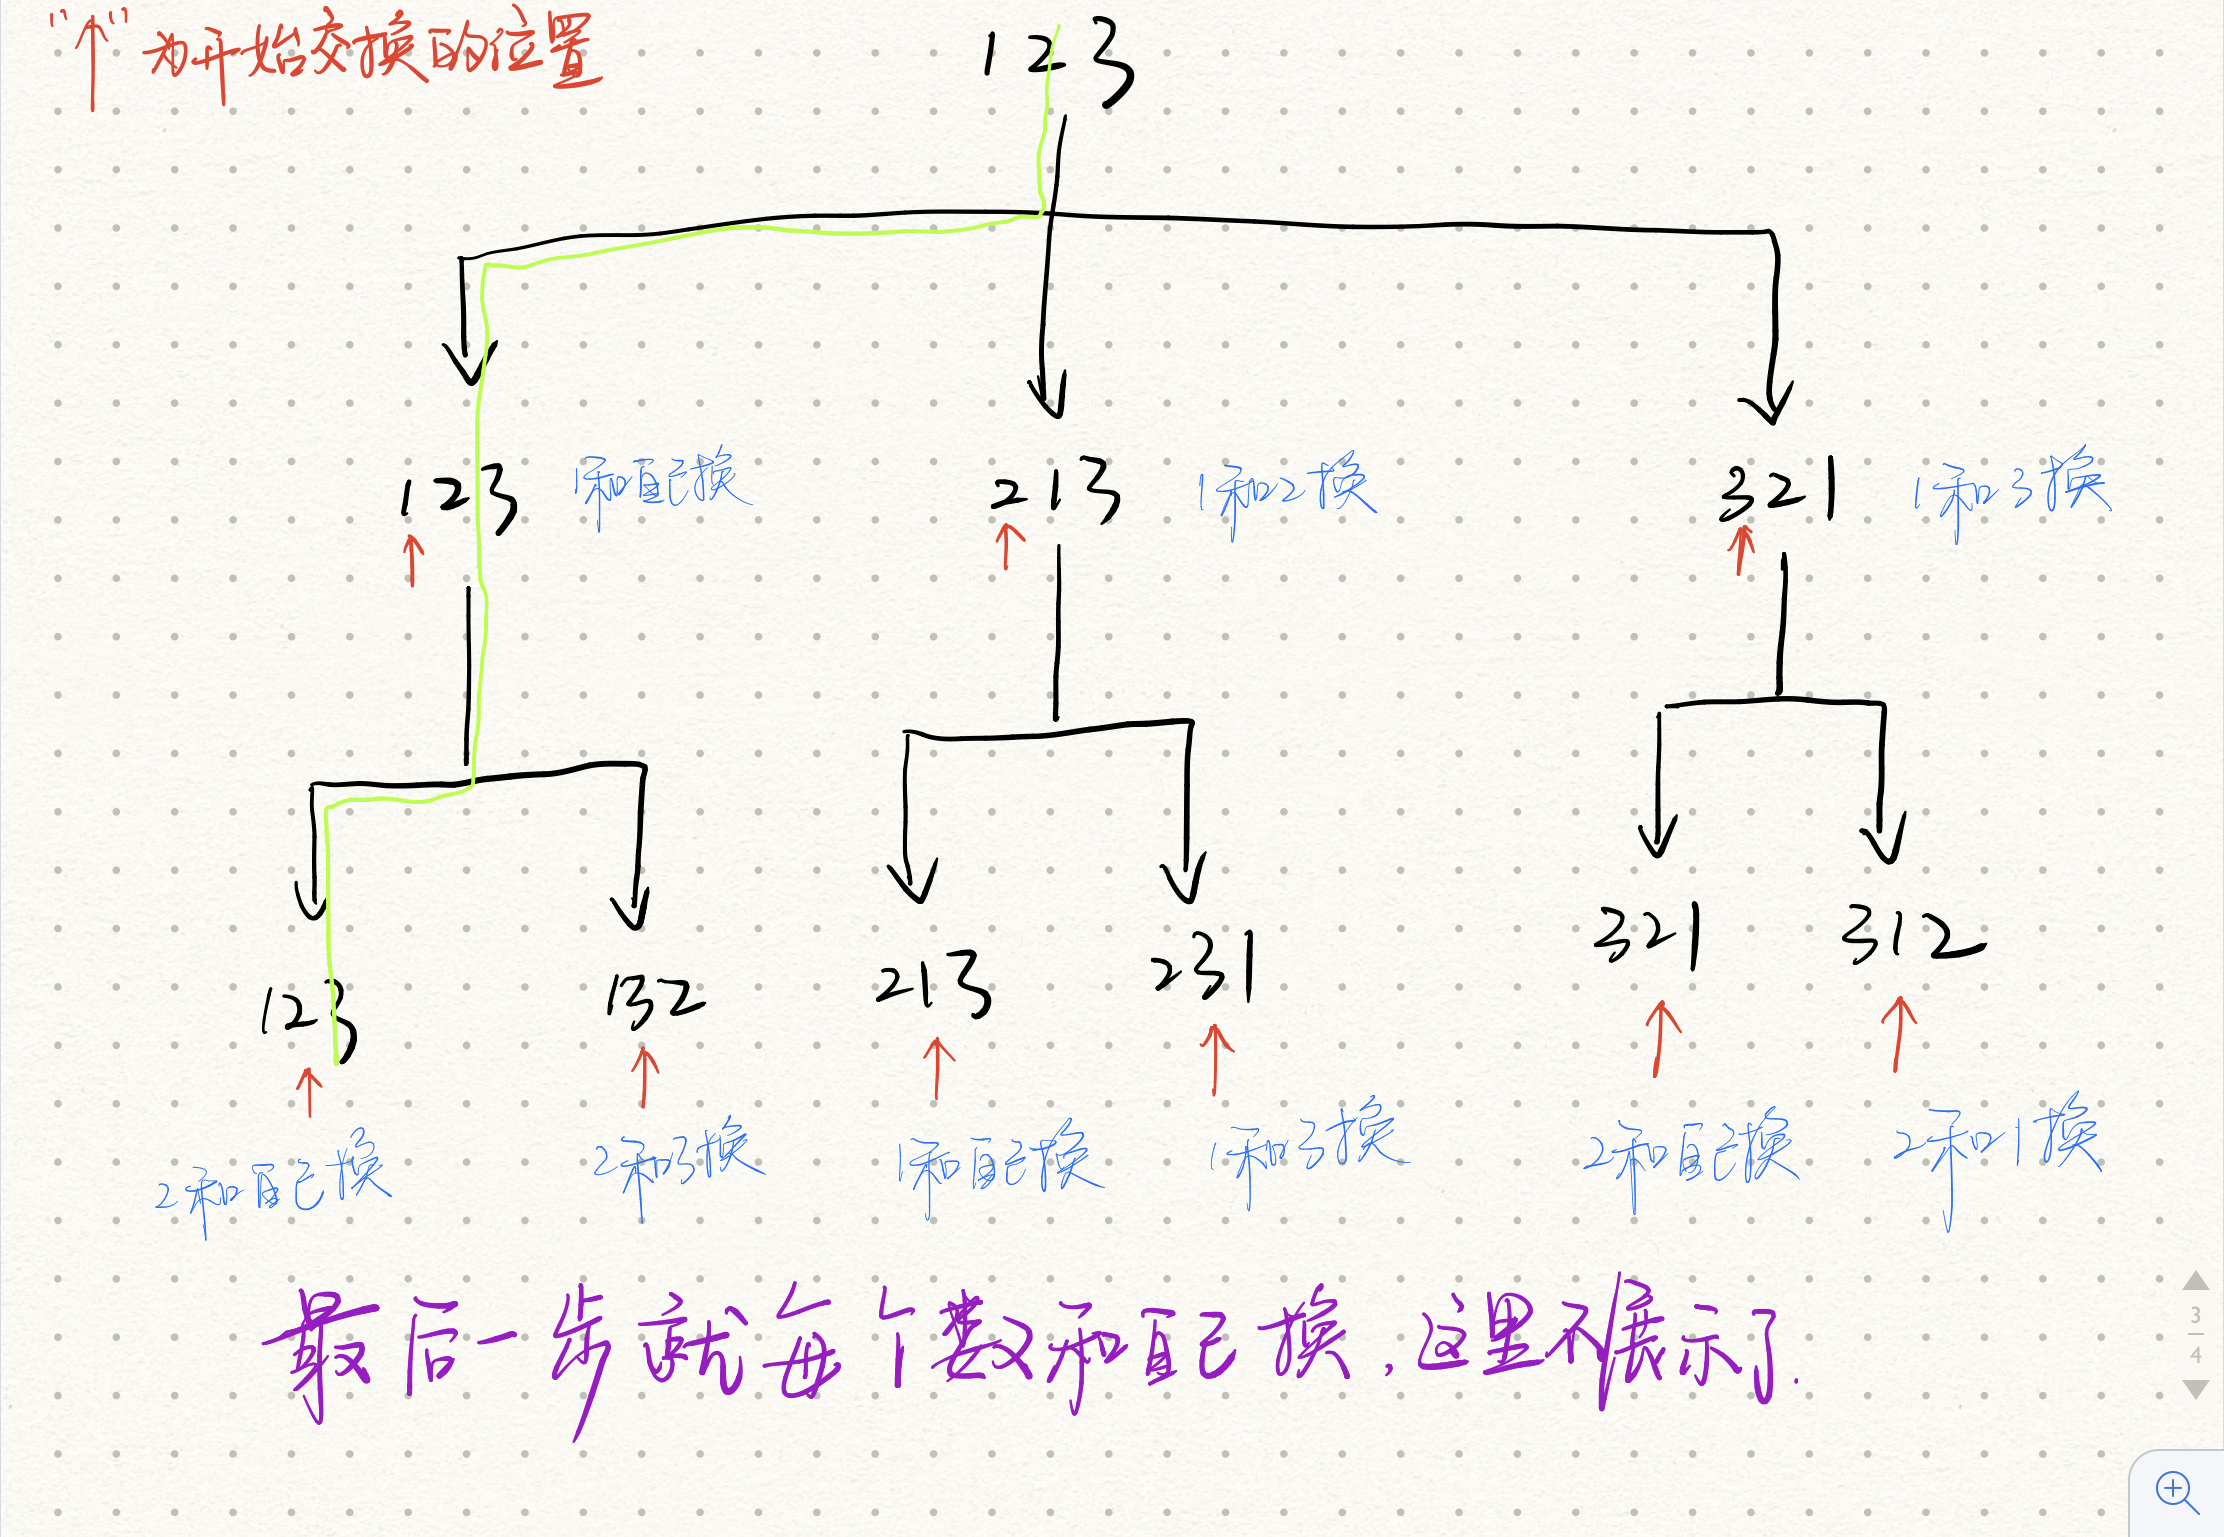 "↑"为开始交换的位置
123
123 1和自己换
213 1和2换
321 1和3换
123
132
213
231
321
312
2和自己换
2和3换
1和自己换
1和3换
2和自己换
2和1换
最后一步就每个数和自己换,这里不展示了.
3
4